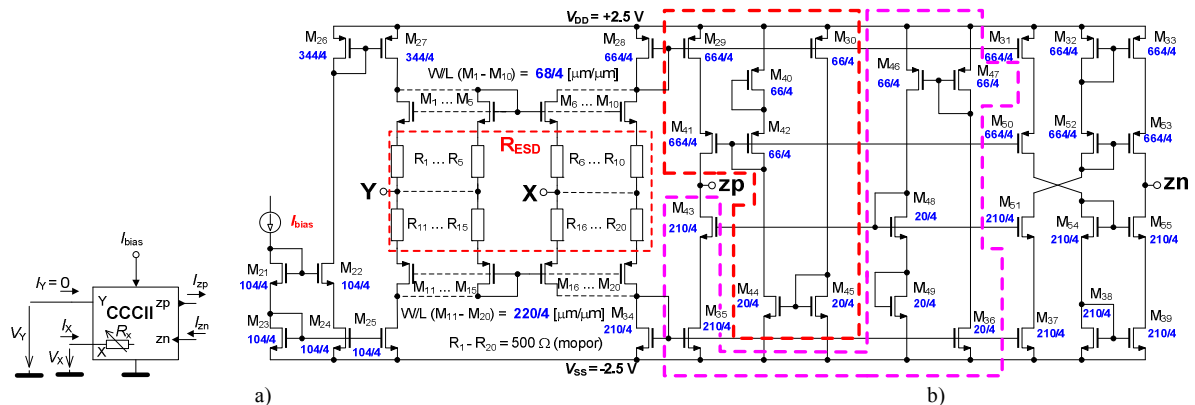 V_DD = +2.5 V
M26
344/4
M27
344/4
M28
664/4
M29
664/4
M30
66/4
M31
664/4
M32
664/4
M33
664/4
W/L (M1 - M10) = 68/4 [µm/µm]
M40
66/4
M46
66/4
M47
66/4
M1 ... M5
M6 ... M10
M41
664/4
M42
66/4
M50
664/4
M52
664/4
M53
664/4
R_ESD
R1 ... R5
R6 ... R10
Y
X
zp
zn
R11 ... R15
R16 ... R20
I_bias
M43
210/4
M48
20/4
M51
210/4
M54
210/4
M55
210/4
M21
104/4
M22
104/4
M11 ... M15
M16 ... M20
M44
20/4
M45
20/4
M49
20/4
M23
104/4
M24
104/4
M25
104/4
W/L (M11 - M20) = 220/4 [µm/µm]
M34
210/4
M35
210/4
M36
20/4
M37
210/4
M38
210/4
M39
210/4
R1 - R20 = 500 Ω (mopor)
V_SS = -2.5 V
I_bias
I_Y = 0
Y
zp
I_zp
CCCII
I_X
R_x
zn
I_zn
V_Y
V_X
X
a)
b)